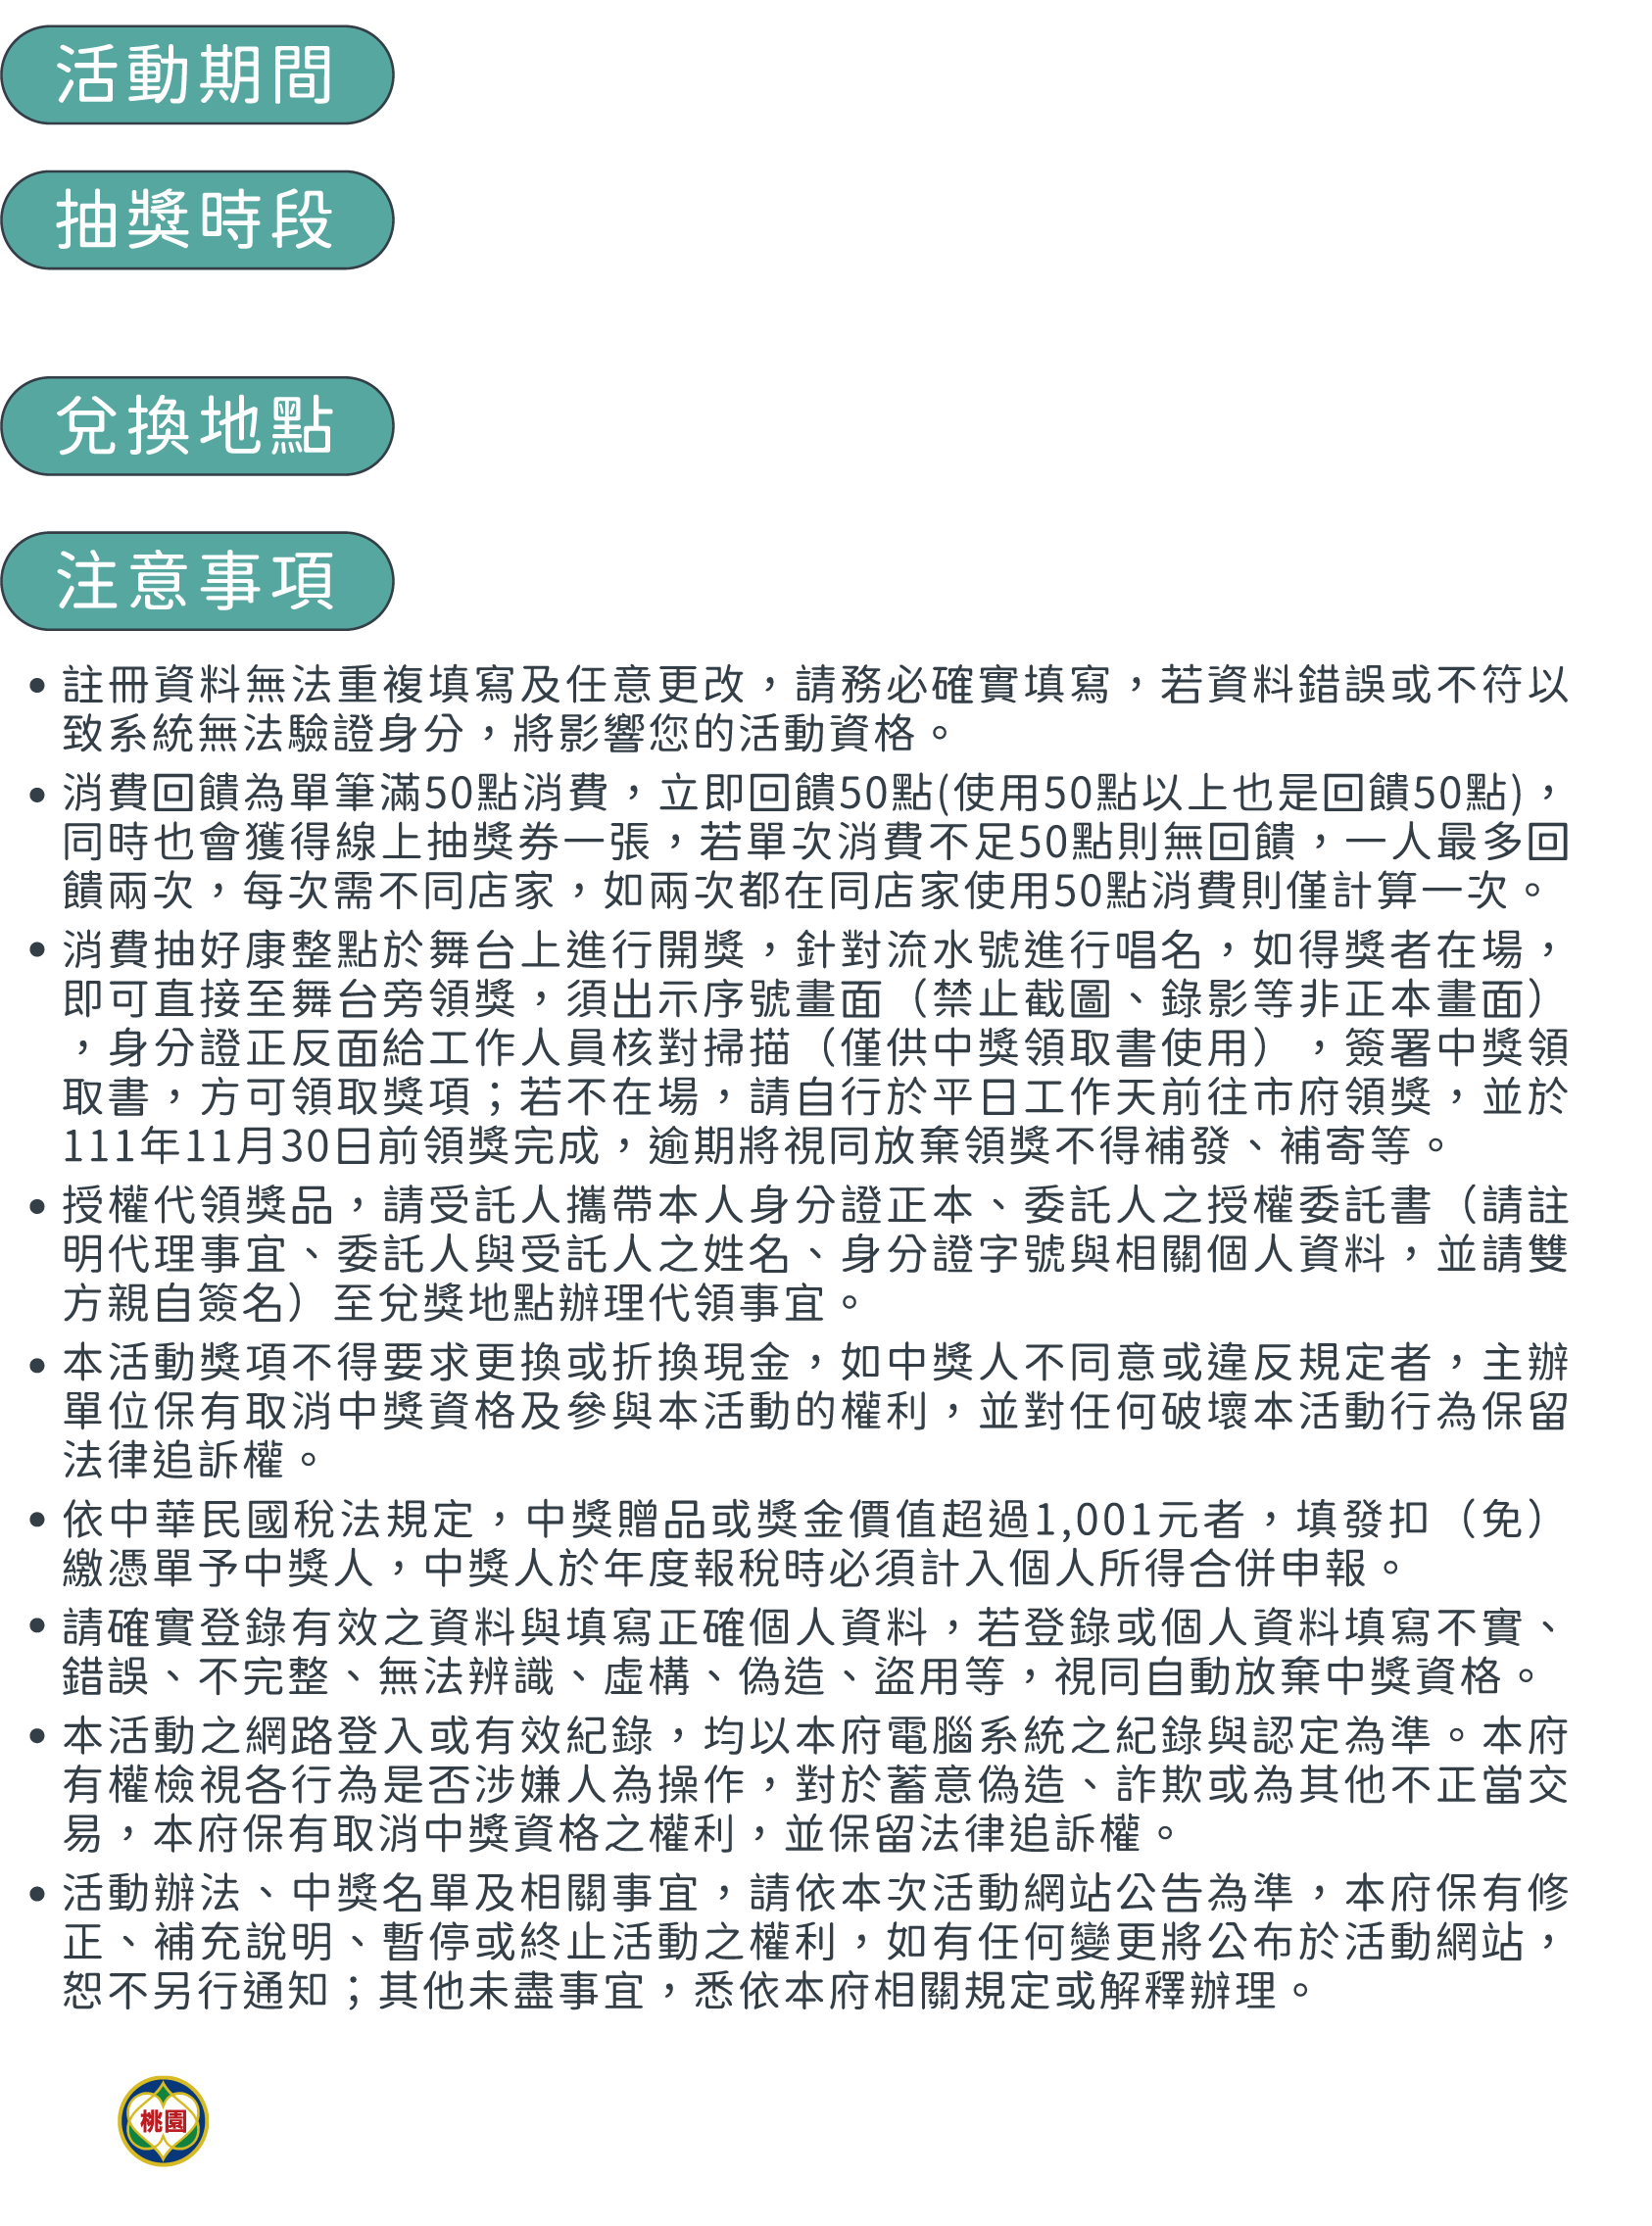 活動期間
抽獎時段
兌換地點
注意事項
• 註冊資料無法重複填寫及任意更改，請務必確實填寫，若資料錯誤或不符以
致系統無法驗證身分，將影響您的活動資格。
• 消費回饋為單筆滿50點消費，立即回饋50點(使用50點以上也是回饋50點)，
同時也會獲得線上抽獎券一張，若單次消費不足50點則無回饋，一人最多回
饋兩次，每次需不同店家，如兩次都在同店家使用50點消費則僅計算一次。
• 消費抽好康整點於舞台上進行開獎，針對流水號進行唱名，如得獎者在場，
即可直接至舞台旁領獎，須出示序號畫面（禁止截圖、錄影等非正本畫面）
，身分證正反面給工作人員核對掃描（僅供中獎領取書使用），簽署中獎領
取書，方可領取獎項；若不在場，請自行於平日工作天前往市府領獎，並於
111年11月30日前領獎完成，逾期將視同放棄領獎不得補發、補寄等。
• 授權代領獎品，請受託人攜帶本人身分證正本、委託人之授權委託書（請註
明代理事宜、委託人與受託人之姓名、身分證字號與相關個人資料，並請雙
方親自簽名）至兌獎地點辦理代領事宜。
• 本活動獎項不得要求更換或折換現金，如中獎人不同意或違反規定者，主辦
單位保有取消中獎資格及參與本活動的權利，並對任何破壞本活動行為保留
法律追訴權。
• 依中華民國稅法規定，中獎贈品或獎金價值超過1,001元者，填發扣（免）
繳憑單予中獎人，中獎人於年度報稅時必須計入個人所得合併申報。
• 請確實登錄有效之資料與填寫正確個人資料，若登錄或個人資料填寫不實、
錯誤、不完整、無法辨識、虛構、偽造、盜用等，視同自動放棄中獎資格。
• 本活動之網路登入或有效紀錄，均以本府電腦系統之紀錄與認定為準。本府
有權檢視各行為是否涉嫌人為操作，對於蓄意偽造、詐欺或為其他不正當交
易，本府保有取消中獎資格之權利，並保留法律追訴權。
• 活動辦法、中獎名單及相關事宜，請依本次活動網站公告為準，本府保有修
正、補充說明、暫停或終止活動之權利，如有任何變更將公布於活動網站，
恕不另行通知；其他未盡事宜，悉依本府相關規定或解釋辦理。
桃園